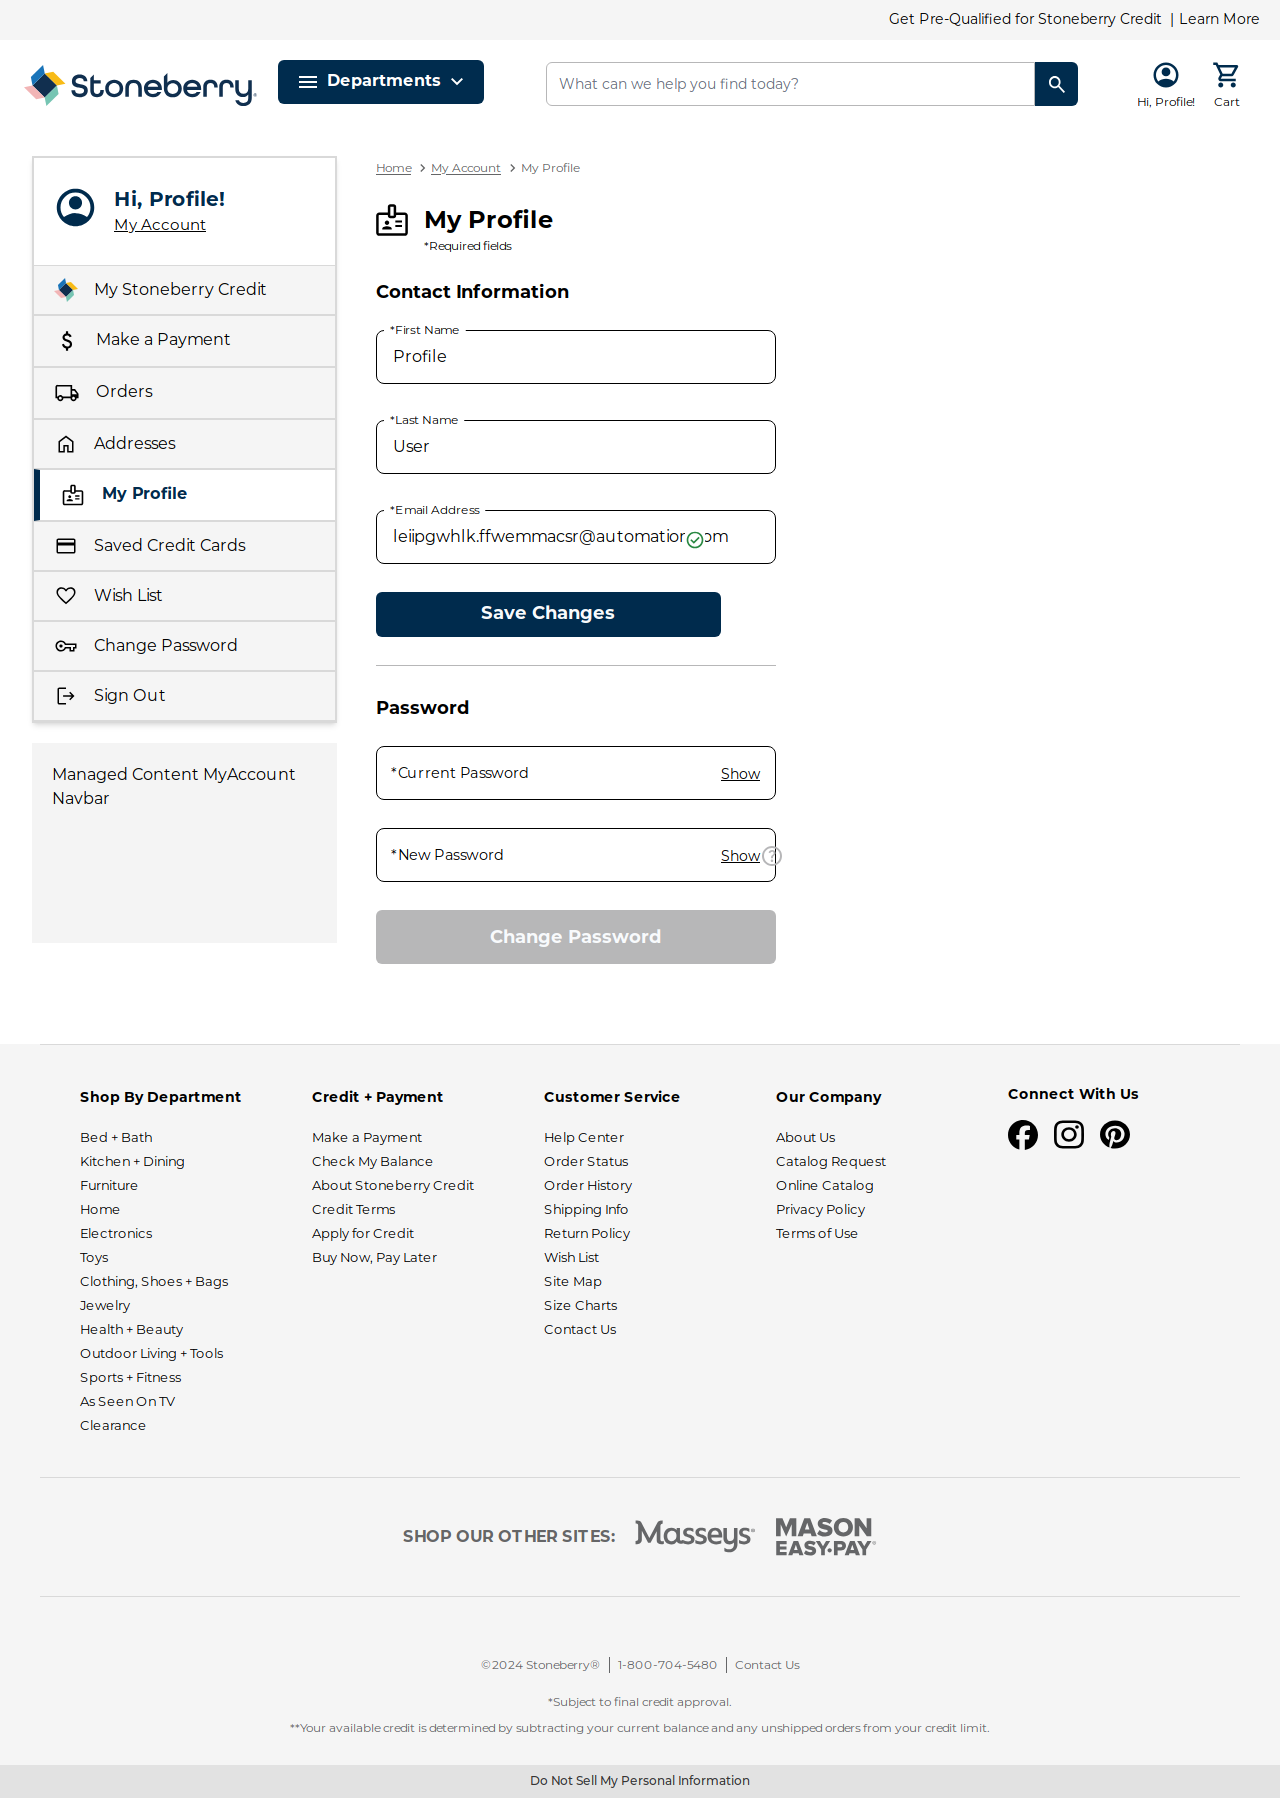 Get Pre-Qualified for Stoneberry Credit | Learn More
Stoneberry
Departments
What can we help you find today?
Hi, Profile!
Cart
Hi, Profile!
My Account
My Stoneberry Credit
Make a Payment
Orders
Addresses
My Profile
Saved Credit Cards
Wish List
Change Password
Sign Out
Managed Content MyAccount
Navbar
Home
My Account
My Profile
My Profile
*Required fields
Contact Information
*First Name
Profile
*Last Name
User
*Email Address
Save Changes
Password
*Current Password
Show
*New Password
Show
?
Change Password
Shop By Department
Bed + Bath
Kitchen + Dining
Furniture
Home
Electronics
Toys
Clothing, Shoes + Bags
Jewelry
Health + Beauty
Outdoor Living + Tools
Sports + Fitness
As Seen On TV
Clearance
Credit + Payment
Make a Payment
Check My Balance
About Stoneberry Credit
Credit Terms
Apply for Credit
Buy Now, Pay Later
Customer Service
Help Center
Order Status
Order History
Shipping Info
Return Policy
Wish List
Site Map
Size Charts
Contact Us
Our Company
About Us
Catalog Request
Online Catalog
Privacy Policy
Terms of Use
Connect With Us
SHOP OUR OTHER SITES:
Masseys
MASON
EASY•PAY
©2024 Stoneberry®
1-800-704-5480
Contact Us
*Subject to final credit approval.
**Your available credit is determined by subtracting your current balance and any unshipped orders from your credit limit.
Do Not Sell My Personal Information